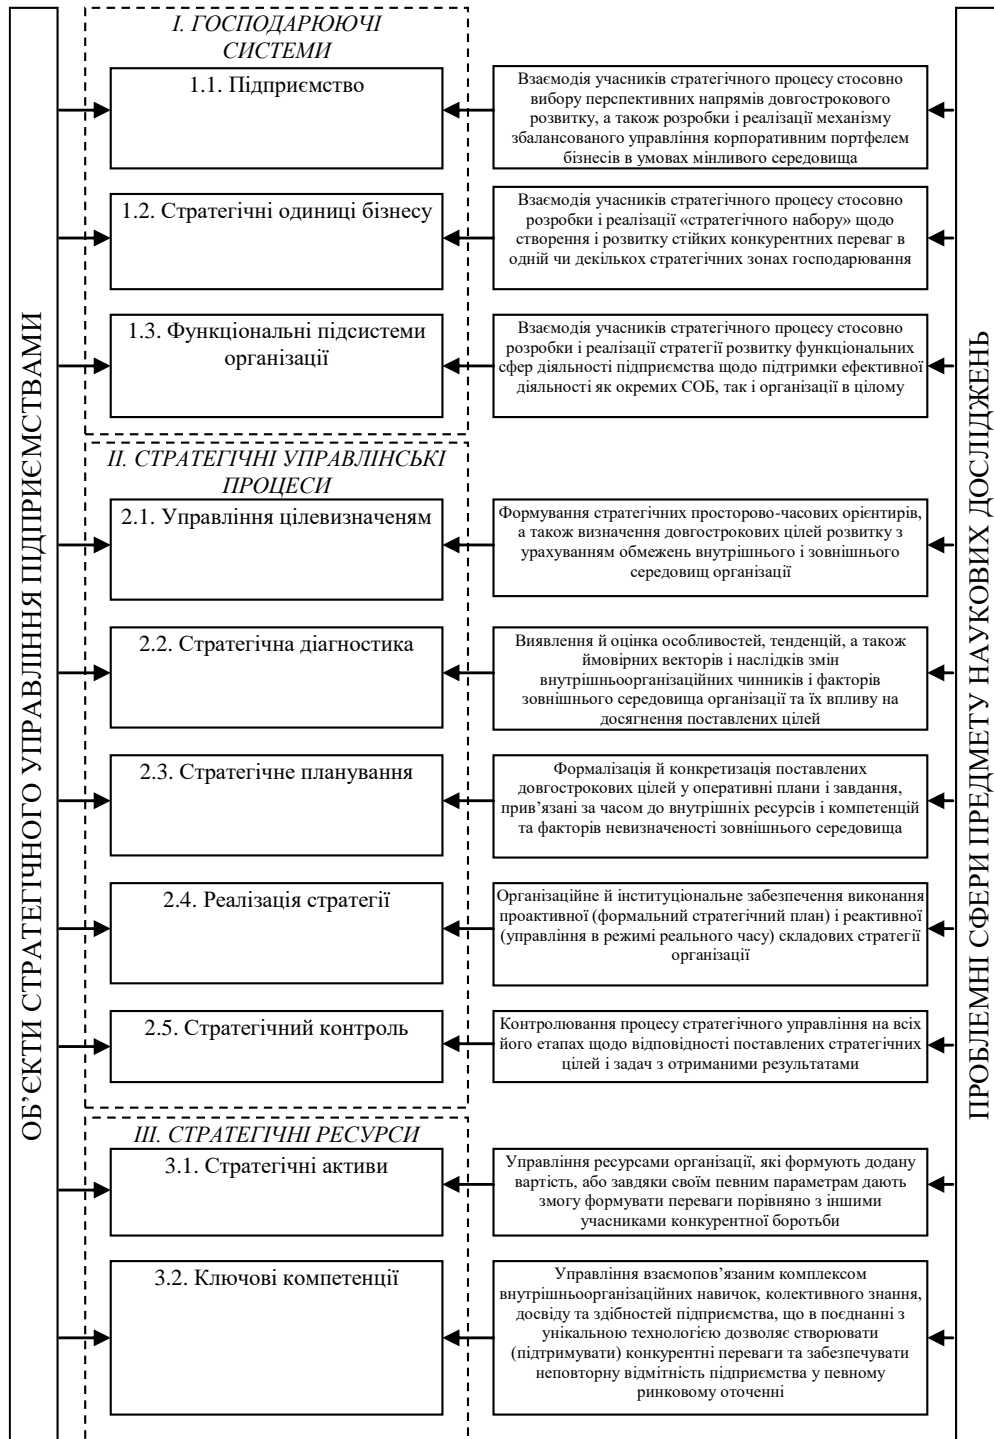 ОБ’ЄКТИ СТРАТЕГІЧНОГО УПРАВЛІННЯ ПІДПРИЄМСТВАМИ
І. ГОСПОДАРЮЮЧІ
СИСТЕМИ
1.1. Підприємство
Взаємодія учасників стратегічного процесу стосовно
вибору перспективних напрямів довгострокового
розвитку, а також розробки і реалізації механізму
збалансованого управління корпоративним портфелем
бізнесів в умовах мінливого середовища
1.2. Стратегічні одиниці бізнесу
Взаємодія учасників стратегічного процесу стосовно
розробки і реалізації «стратегічного набору» щодо
створення і розвитку стійких конкурентних переваг в
одній чи декількох стратегічних зонах господарювання
1.3. Функціональні підсистеми
організації
Взаємодія учасників стратегічного процесу стосовно
розробки і реалізації стратегії розвитку функціональних
сфер діяльності підприємства щодо підтримки ефективної
діяльності як окремих СОБ, так і організації в цілому
ІІ. СТРАТЕГІЧНІ УПРАВЛІНСЬКІ
ПРОЦЕСИ
2.1. Управління цілевизначеням
Формування стратегічних просторово-часових орієнтирів,
а також визначення довгострокових цілей розвитку з
урахуванням обмежень внутрішнього і зовнішнього
середовищ організації
2.2. Стратегічна діагностика
Виявлення й оцінка особливостей, тенденцій, а також
ймовірних векторів і наслідків змін
внутрішньоорганізаційних чинників і факторів
зовнішнього середовища організації та їх впливу на
досягнення поставлених цілей
2.3. Стратегічне планування
Формалізація й конкретизація поставлених
довгострокових цілей у оперативні плани і завдання,
прив’язані за часом до внутрішніх ресурсів і компетенцій
та факторів невизначеності зовнішнього середовища
2.4. Реалізація стратегії
Організаційне й інституціональне забезпечення виконання
проактивної (формальний стратегічний план) і реактивної
(управління в режимі реального часу) складових стратегії
організації
2.5. Стратегічний контроль
Контролювання процесу стратегічного управління на всіх
його етапах щодо відповідності поставлених стратегічних
цілей і задач з отриманими результатами
ІІІ. СТРАТЕГІЧНІ РЕСУРСИ
3.1. Стратегічні активи
Управління ресурсами організації, які формують додану
вартість, або завдяки своїм певним параметрам дають
змогу формувати переваги порівняно з іншими
учасниками конкурентної боротьби
3.2. Ключові компетенції
Управління взаємопов’язаним комплексом
внутрішньоорганізаційних навичок, колективного знання,
досвіду та здібностей підприємства, що в поєднанні з
унікальною технологією дозволяє створювати
(підтримувати) конкурентні переваги та забезпечувати
неповторну відмітність підприємства у певному
ринковому оточенні
ПРОБЛЕМНІ СФЕРИ ПРЕДМЕТУ НАУКОВИХ ДОСЛІДЖЕНЬ